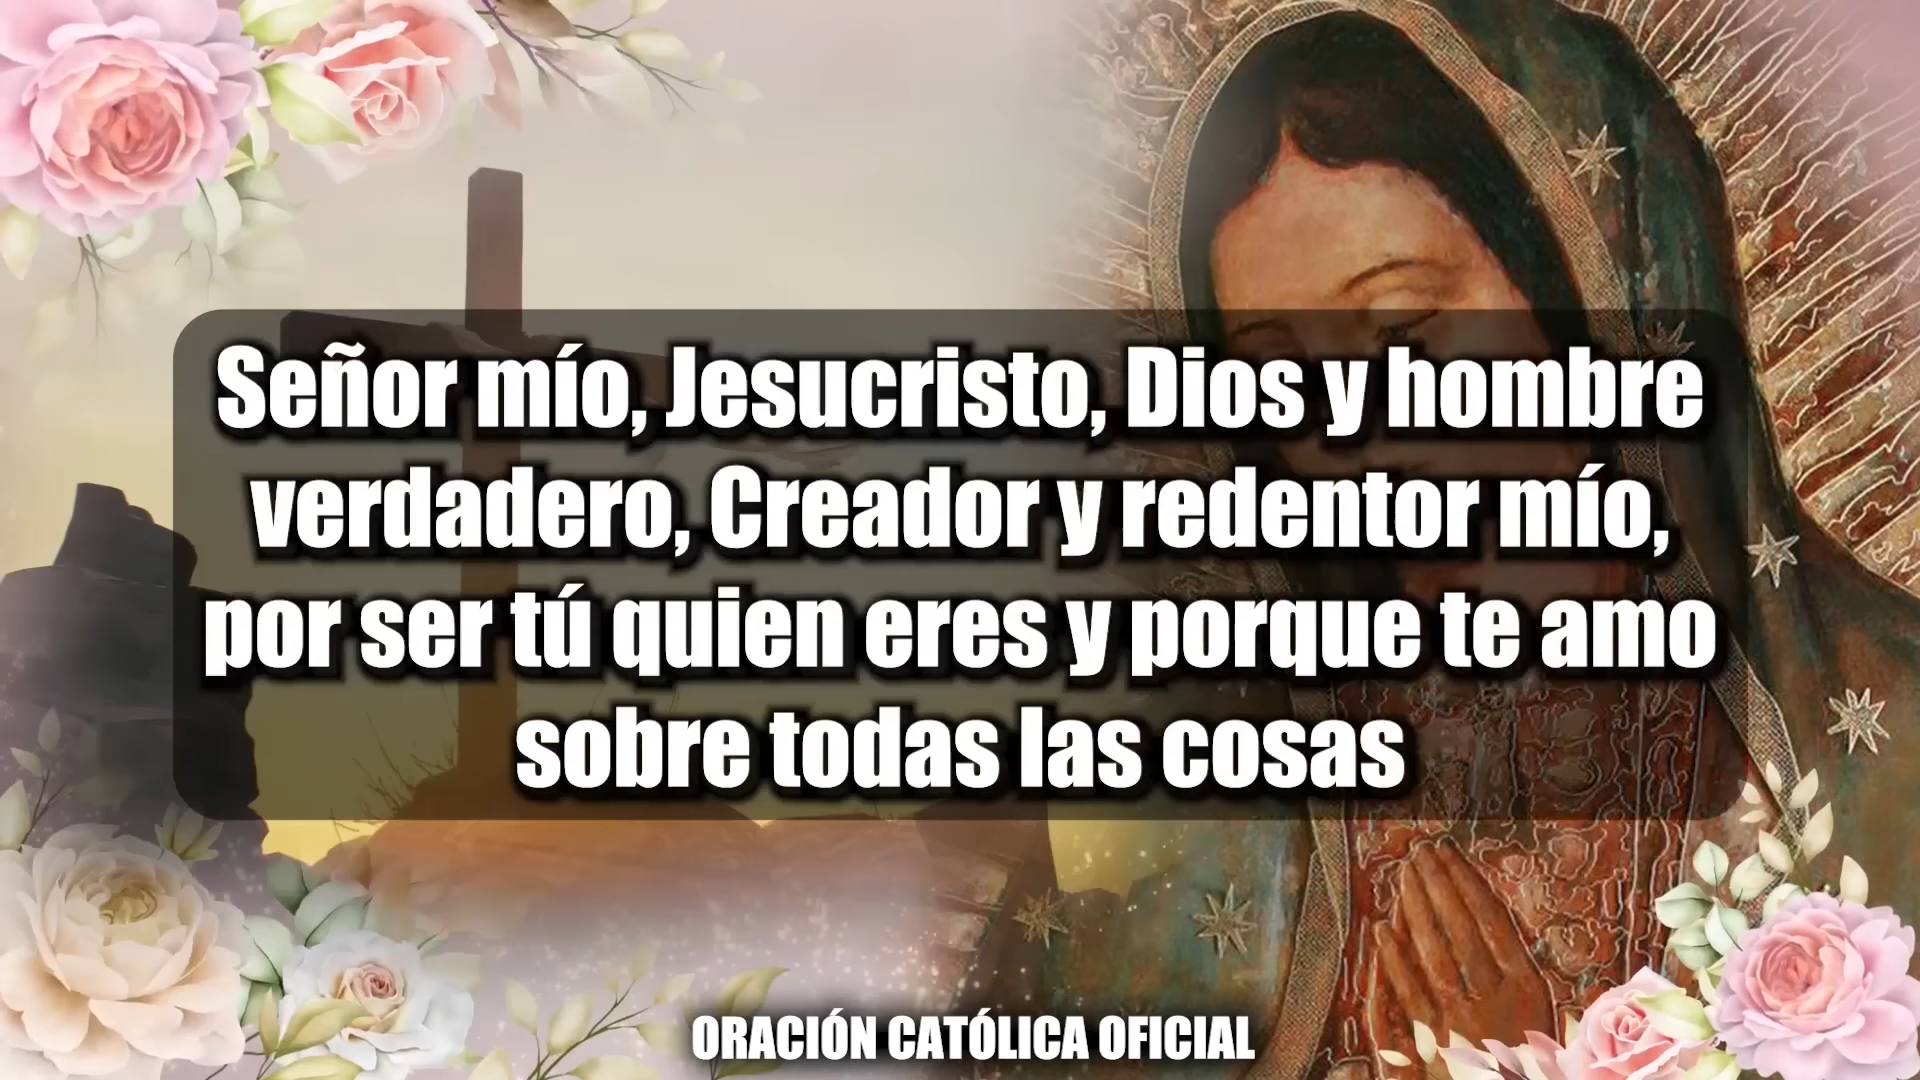 Señor mío, Jesucristo, Dios y hombre
verdadero, Creador y redentor mío,
por ser tú quien eres y porque te amo
sobre todas las cosas
ORACIÓN CATÓLICA OFICIAL